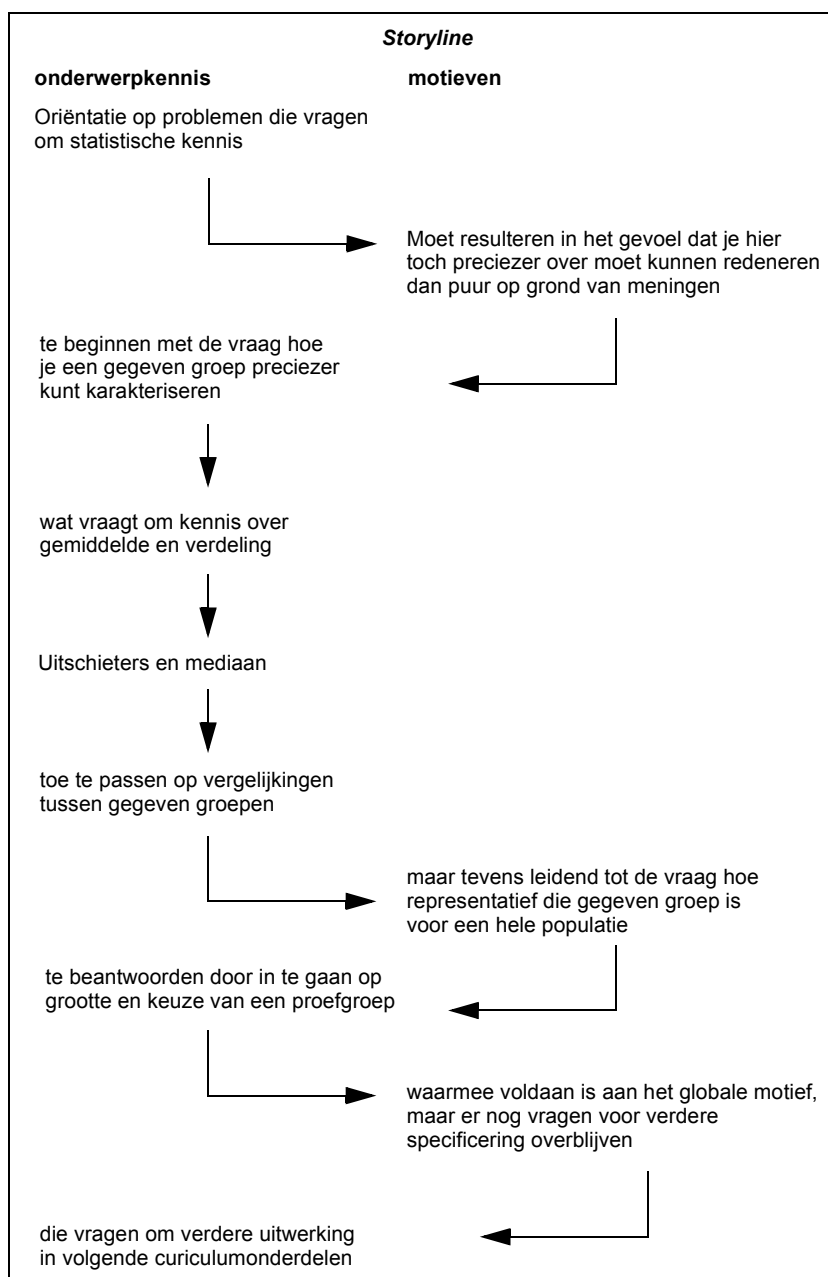 Storyline
onderwerpkennis
motieven
Oriëntatie op problemen die vragen
om statistische kennis
Moet resulteren in het gevoel dat je hier
toch preciezer over moet kunnen redeneren
dan puur op grond van meningen
te beginnen met de vraag hoe
je een gegeven groep preciezer
kunt karakteriseren
wat vraagt om kennis over
gemiddelde en verdeling
Uitschieters en mediaan
toe te passen op vergelijkingen
tussen gegeven groepen
maar tevens leidend tot de vraag hoe
representatief die gegeven groep is
voor een hele populatie
te beantwoorden door in te gaan op
grootte en keuze van een proefgroep
waarmee voldaan is aan het globale motief,
maar er nog vragen voor verdere
specificering overblijven
die vragen om verdere uitwerking
in volgende curiculumonderdelen